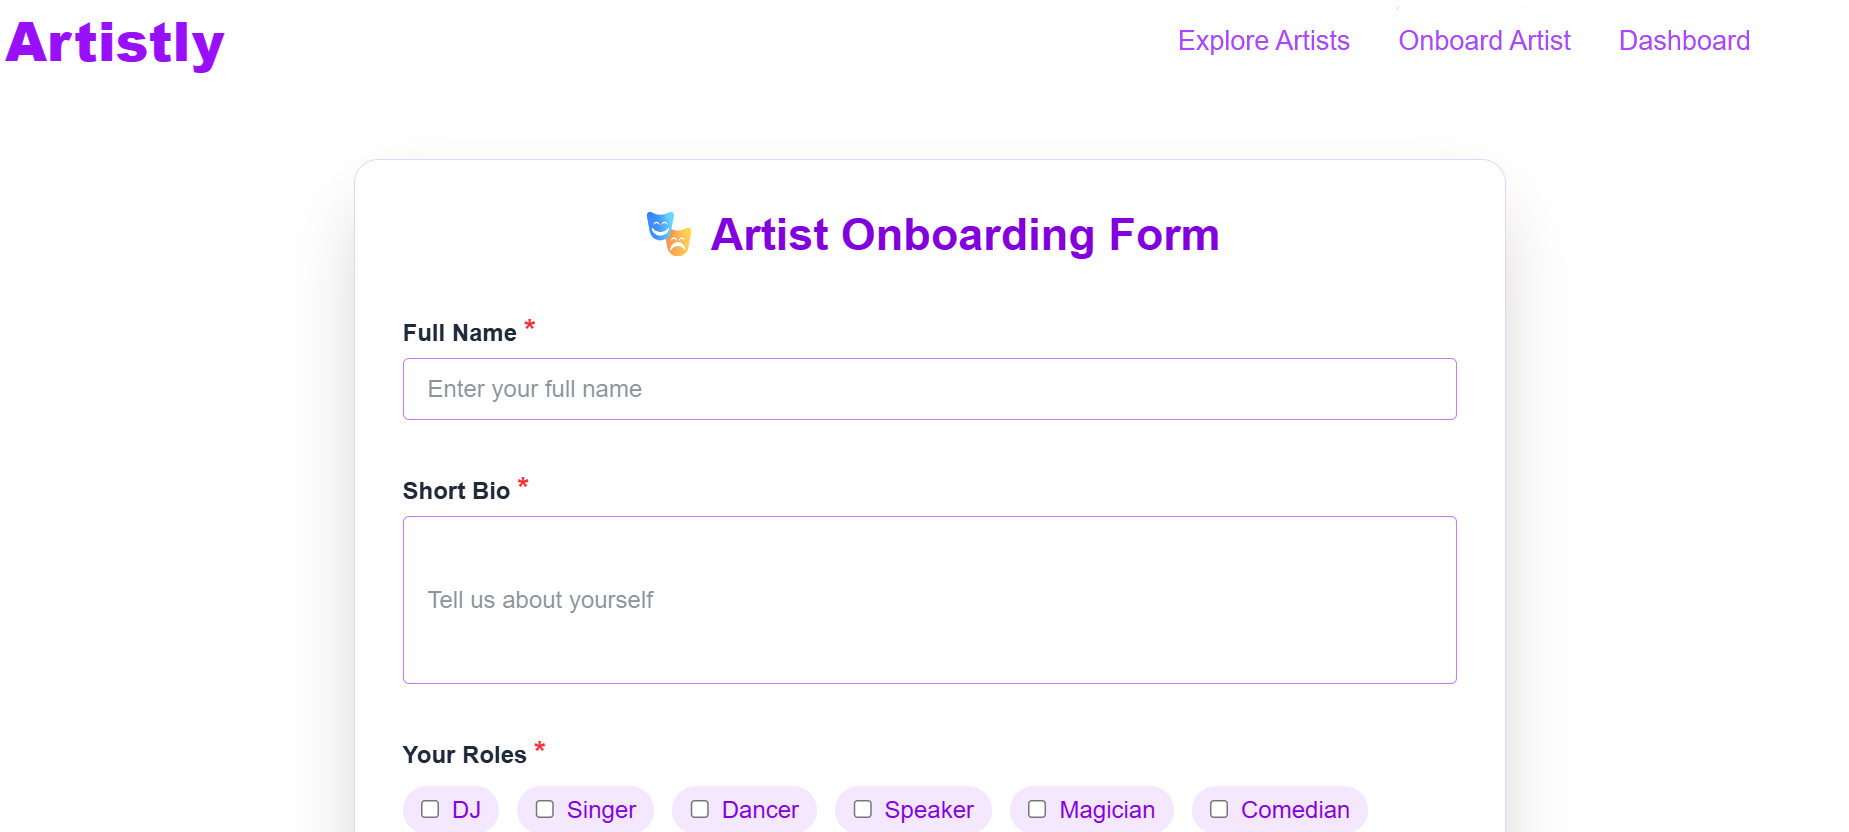 Artistly
Explore Artists Onboard Artist Dashboard
Artist Onboarding Form
Full Name *
Enter your full name
Short Bio *
Tell us about yourself
Your Roles *
DJ Singer Dancer Speaker Magician Comedian